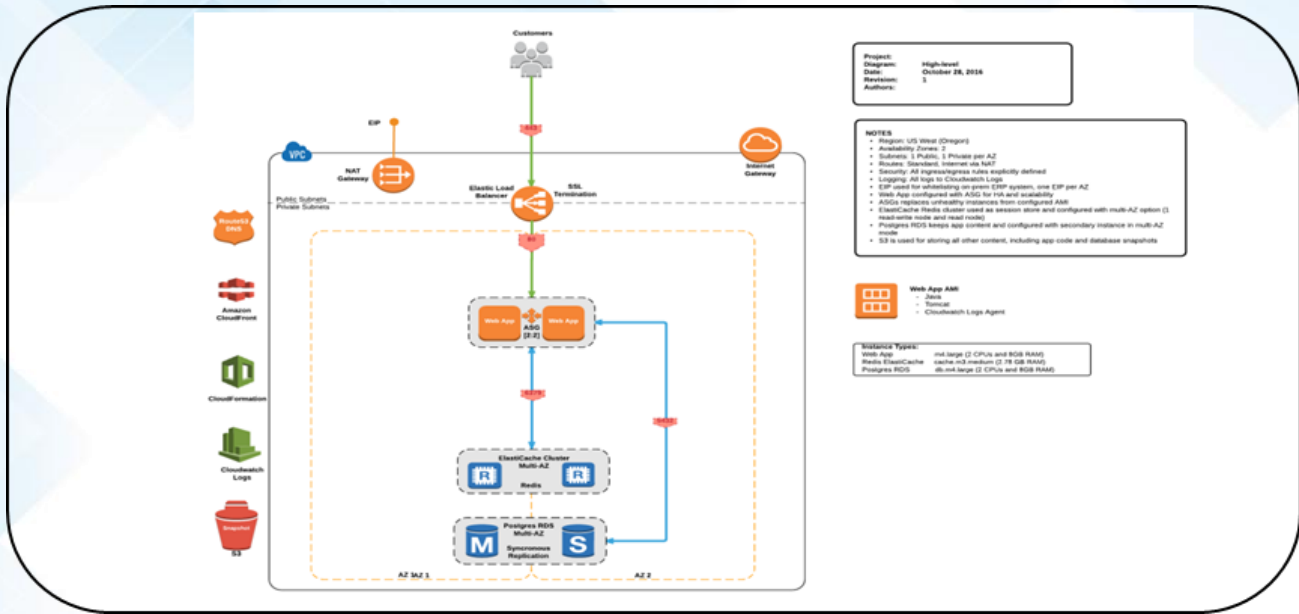 Customers
Project:
Diagram: High-level
Date: October 28, 2016
Revision: 1
Authors:
EIP
443
VPC
NAT
Gateway
Internet
Gateway
NOTES
• Region: US West (Oregon)
• Availability Zones: 2
• Subnets: 1 Public, 1 Private per AZ
• Routes: Standard, Internet via NAT
• Security: All ingress/egress rules explicitly defined
• Logging: All logs to Cloudwatch Logs
• EIP used for whitelisting on-prem ERP system, one EIP per AZ
• Web App configured with ASG for HA and scalability
• ASGs replaces unhealthy instances from configured AMI
• ElastiCache Redis cluster used as session store and configured with multi-AZ option (1
read-write node and read node)
• Postgres RDS keeps app content and configured with secondary instance in multi-AZ
mode
• S3 is used for storing all other content, including app code and database snapshots
Elastic Load
Balancer
SSL
Termination
Public Subnets
Private Subnets
Route53
DNS
80
Amazon
CloudFront
Web App
ASG
[2:2]
Web App
Web App AMI
- Java
- Tomcat
- Cloudwatch Logs Agent
Instance Types:
Web App m4.large (2 CPUs and 8GB RAM)
Redis ElastiCache cache.m3.medium (2.78 GB RAM)
Postgres RDS db.m4.large (2 CPUs and 8GB RAM)
CloudFormation
6379
5432
Cloudwatch
Logs
ElastiCache Cluster
Multi-AZ
R
R
Redis
Snapshot
S3
Postgres RDS
Multi-AZ
M
S
Syncronous
Replication
AZ 1
AZ 2